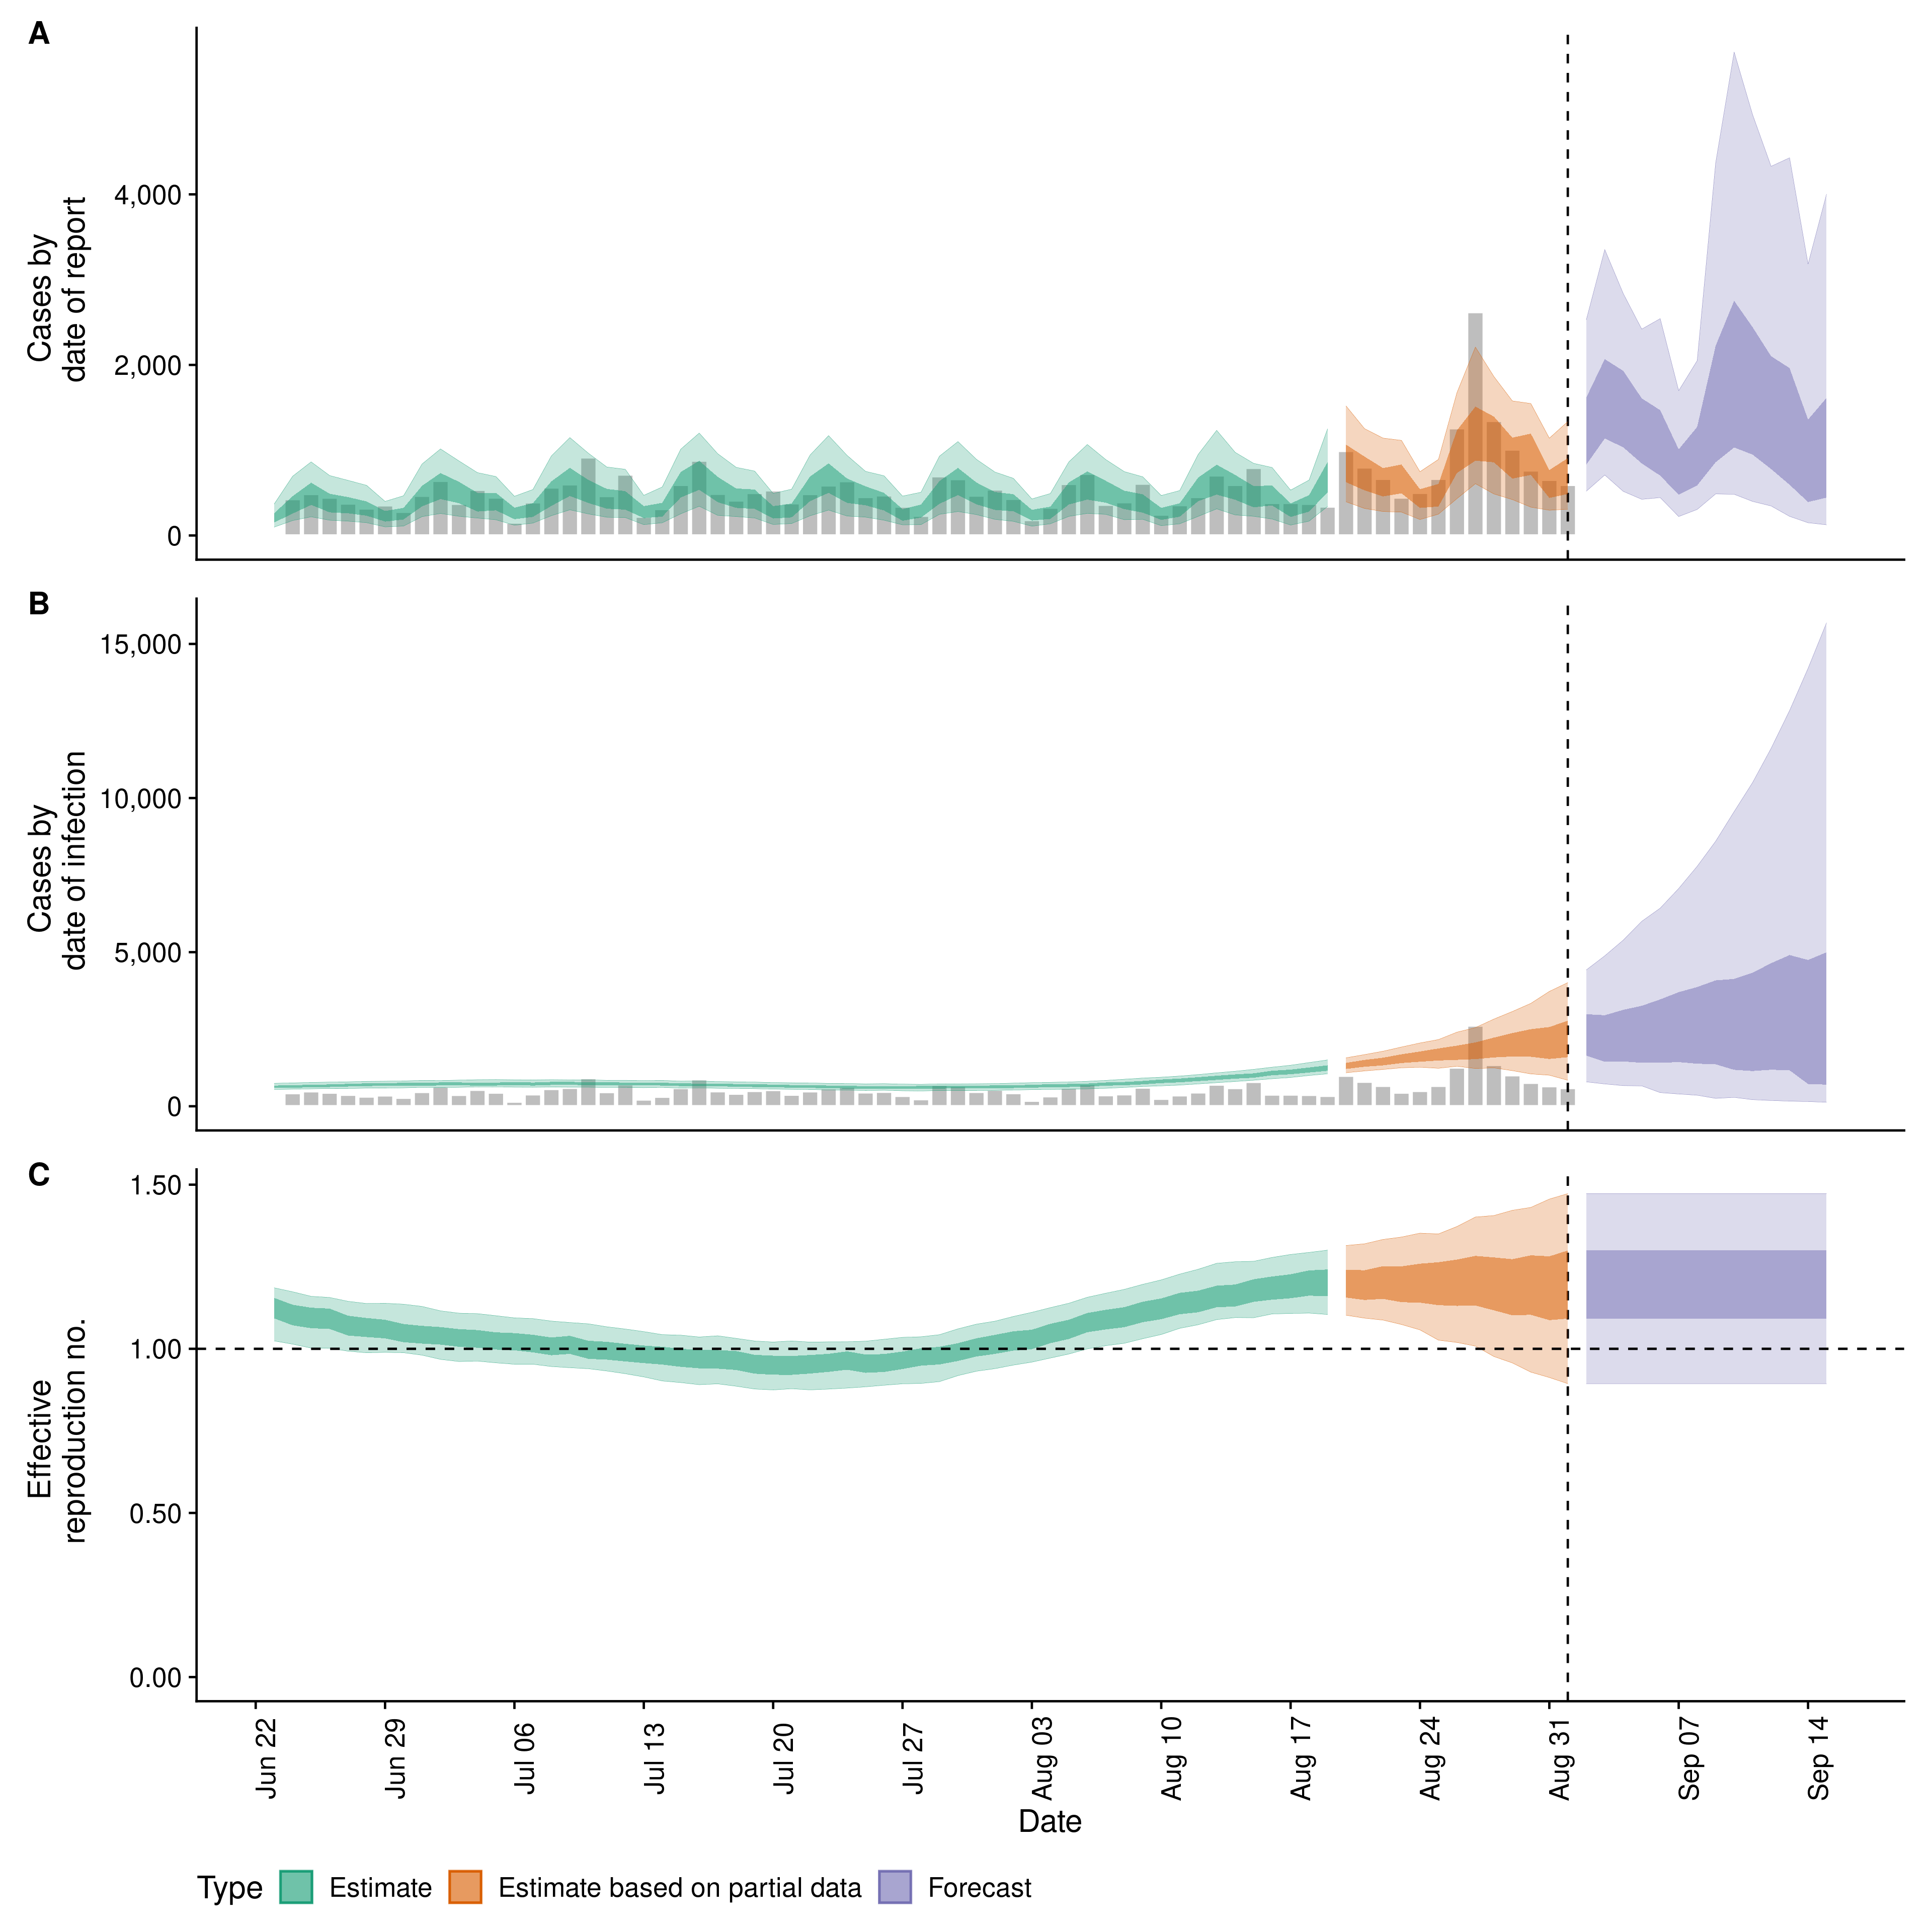 A
Cases by
date of report
4,000
2,000
0
B
Cases by
date of infection
15,000
10,000
5,000
0
C
Effective
reproduction no.
1.50
1.00
0.50
0.00
Jun 22
Jun 29
Jul 06
Jul 13
Jul 20
Jul 27
Aug 03
Aug 10
Aug 17
Aug 24
Aug 31
Sep 07
Sep 14
Date
Type Estimate Estimate based on partial data Forecast